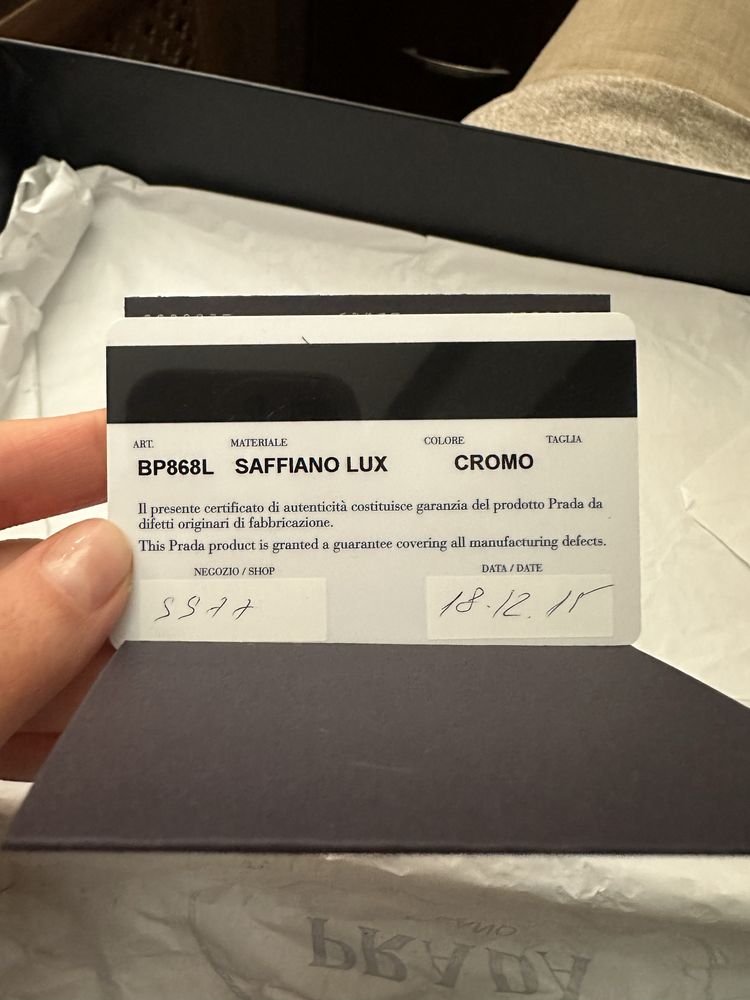 ART. MATERIALE COLORE TAGLIA
BP868L SAFFIANO LUX CROMO
Il presente certificato di autenticità costituisce garanzia del prodotto Prada da
difetti originari di fabbricazione.
This Prada product is granted a guarantee covering all manufacturing defects.
NEGOZIO / SHOP DATA / DATE
18.12.15
PRADA